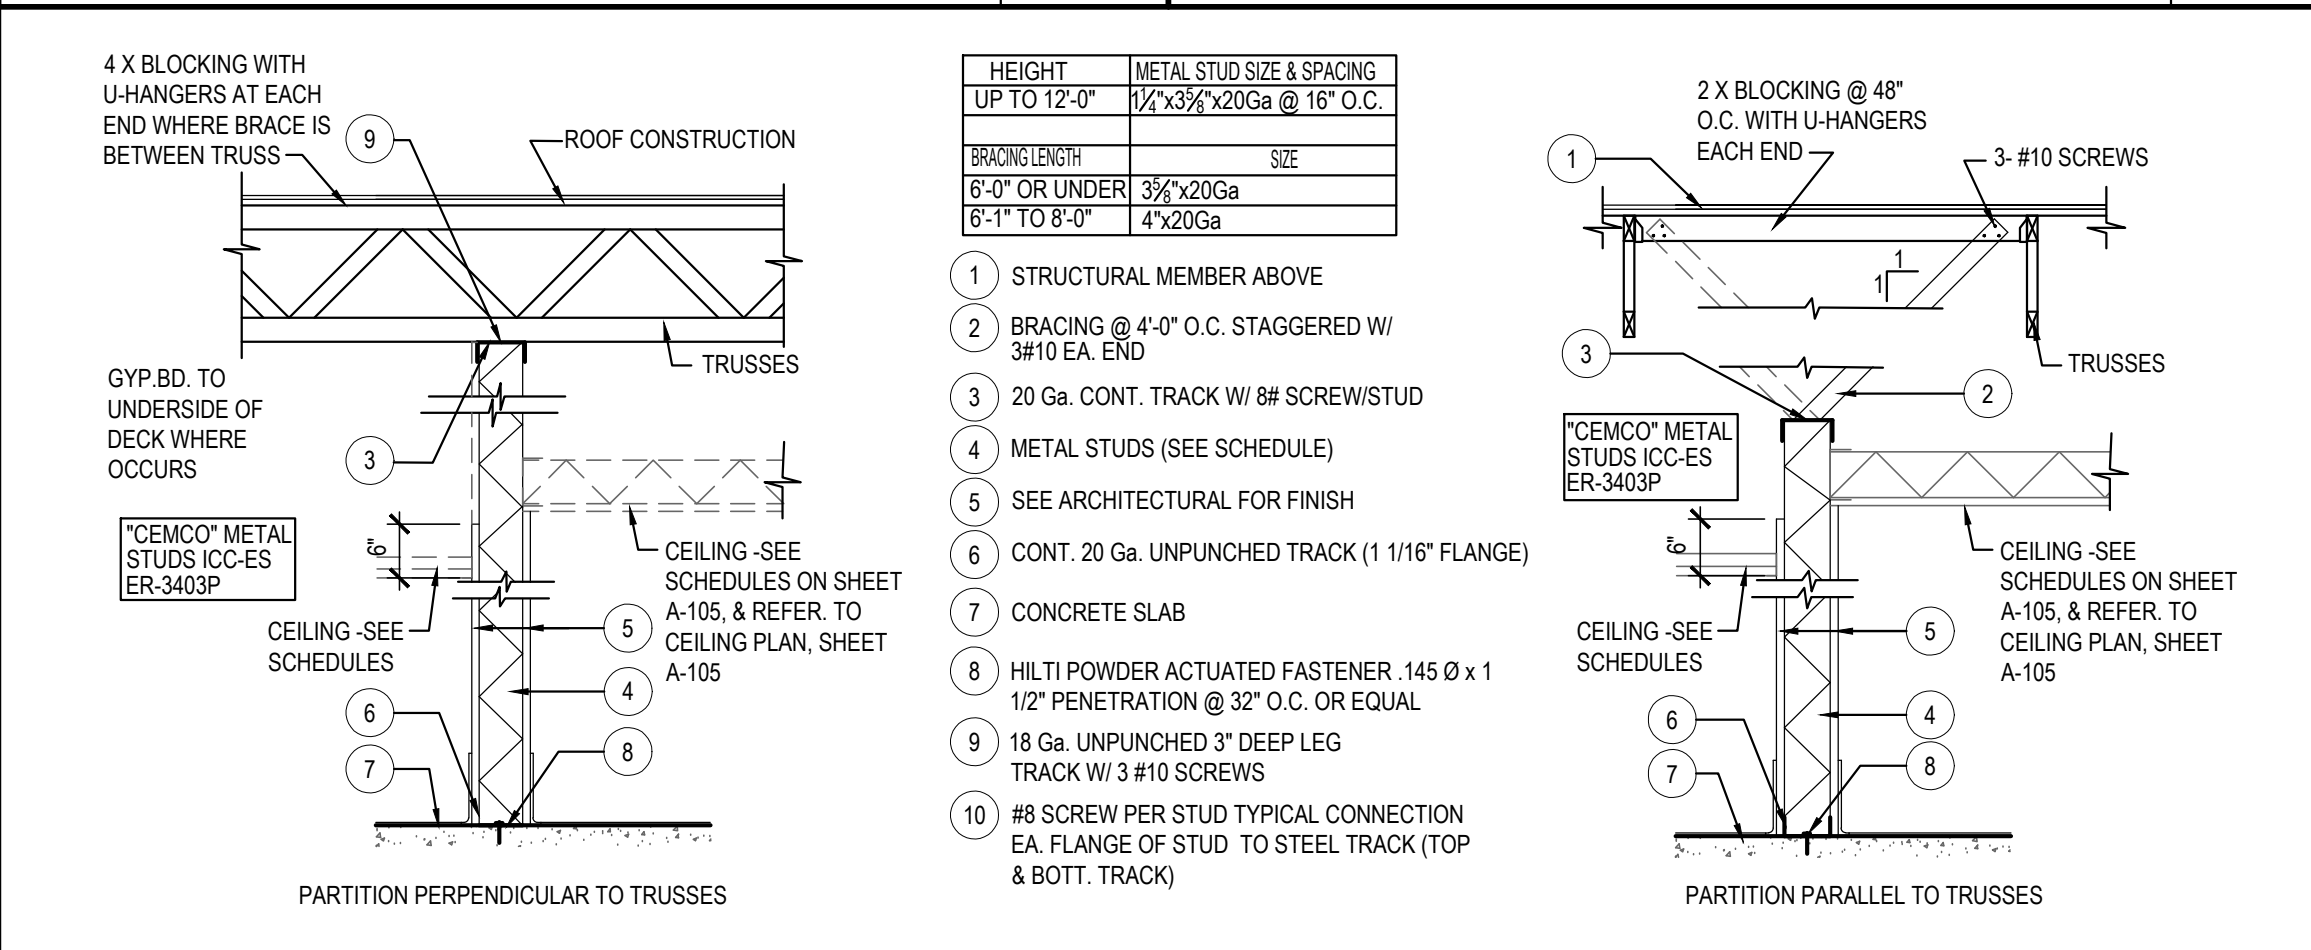 4 X BLOCKING WITH
U-HANGERS AT EACH
END WHERE BRACE IS
BETWEEN TRUSS
9
ROOF CONSTRUCTION
TRUSSES
GYP.BD. TO
UNDERSIDE OF
DECK WHERE
OCCURS
3
"CEMCO" METAL
STUDS ICC-ES
ER-3403P
6"
CEILING -SEE
SCHEDULES
CEILING -SEE
SCHEDULES ON SHEET
A-105, & REFER. TO
CEILING PLAN, SHEET
A-105
5
4
6
8
7
PARTITION PERPENDICULAR TO TRUSSES
HEIGHT METAL STUD SIZE & SPACING
UP TO 12'-0" 1¼"x3⅝"x20Ga @ 16" O.C.
BRACING LENGTH SIZE
6'-0" OR UNDER 3⅝"x20Ga
6'-1" TO 8'-0" 4"x20Ga
1 STRUCTURAL MEMBER ABOVE
2 BRACING @ 4'-0" O.C. STAGGERED W/
3#10 EA. END
3 20 Ga. CONT. TRACK W/ 8# SCREW/STUD
4 METAL STUDS (SEE SCHEDULE)
5 SEE ARCHITECTURAL FOR FINISH
6 CONT. 20 Ga. UNPUNCHED TRACK (1 1/16" FLANGE)
7 CONCRETE SLAB
8 HILTI POWDER ACTUATED FASTENER .145 Ø x 1
1/2" PENETRATION @ 32" O.C. OR EQUAL
9 18 Ga. UNPUNCHED 3" DEEP LEG
TRACK W/ 3 #10 SCREWS
10 #8 SCREW PER STUD TYPICAL CONNECTION
EA. FLANGE OF STUD TO STEEL TRACK (TOP
& BOTT. TRACK)
2 X BLOCKING @ 48"
O.C. WITH U-HANGERS
EACH END
1
3- #10 SCREWS
1
1
TRUSSES
3
2
"CEMCO" METAL
STUDS ICC-ES
ER-3403P
6"
CEILING -SEE
SCHEDULES
CEILING -SEE
SCHEDULES ON SHEET
A-105, & REFER. TO
CEILING PLAN, SHEET
A-105
5
4
6
8
7
PARTITION PARALLEL TO TRUSSES